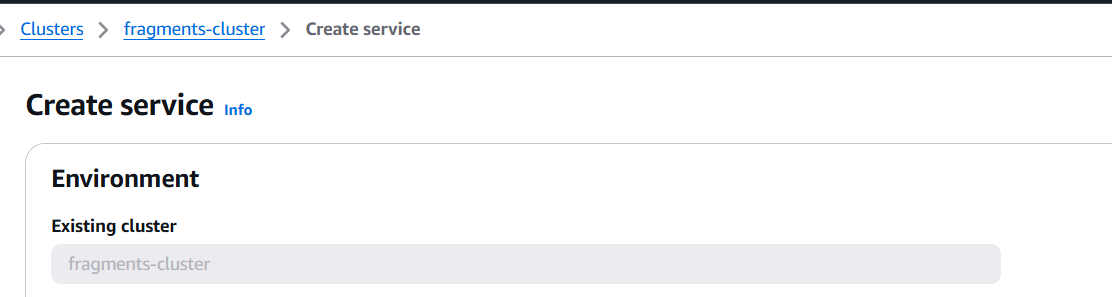 Clusters > fragments-cluster > Create service
Create service Info
Environment
Existing cluster
fragments-cluster